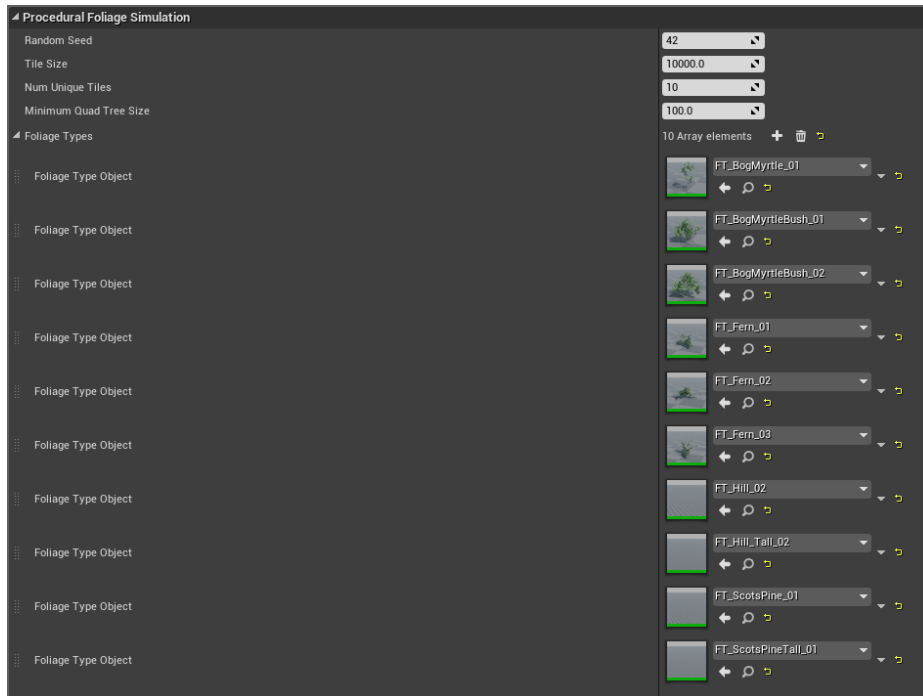 Procedural Foliage Simulation
Random Seed 42
Tile Size 10000.0
Num Unique Tiles 10
Minimum Quad Tree Size 100.0
Foliage Types 10 Array elements
Foliage Type Object FT_BogMyrtle_01
Foliage Type Object FT_BogMyrtleBush_01
Foliage Type Object FT_BogMyrtleBush_02
Foliage Type Object FT_Fern_01
Foliage Type Object FT_Fern_02
Foliage Type Object FT_Fern_03
Foliage Type Object FT_Hill_02
Foliage Type Object FT_Hill_Tall_02
Foliage Type Object FT_ScotsPine_01
Foliage Type Object FT_ScotsPineTall_01